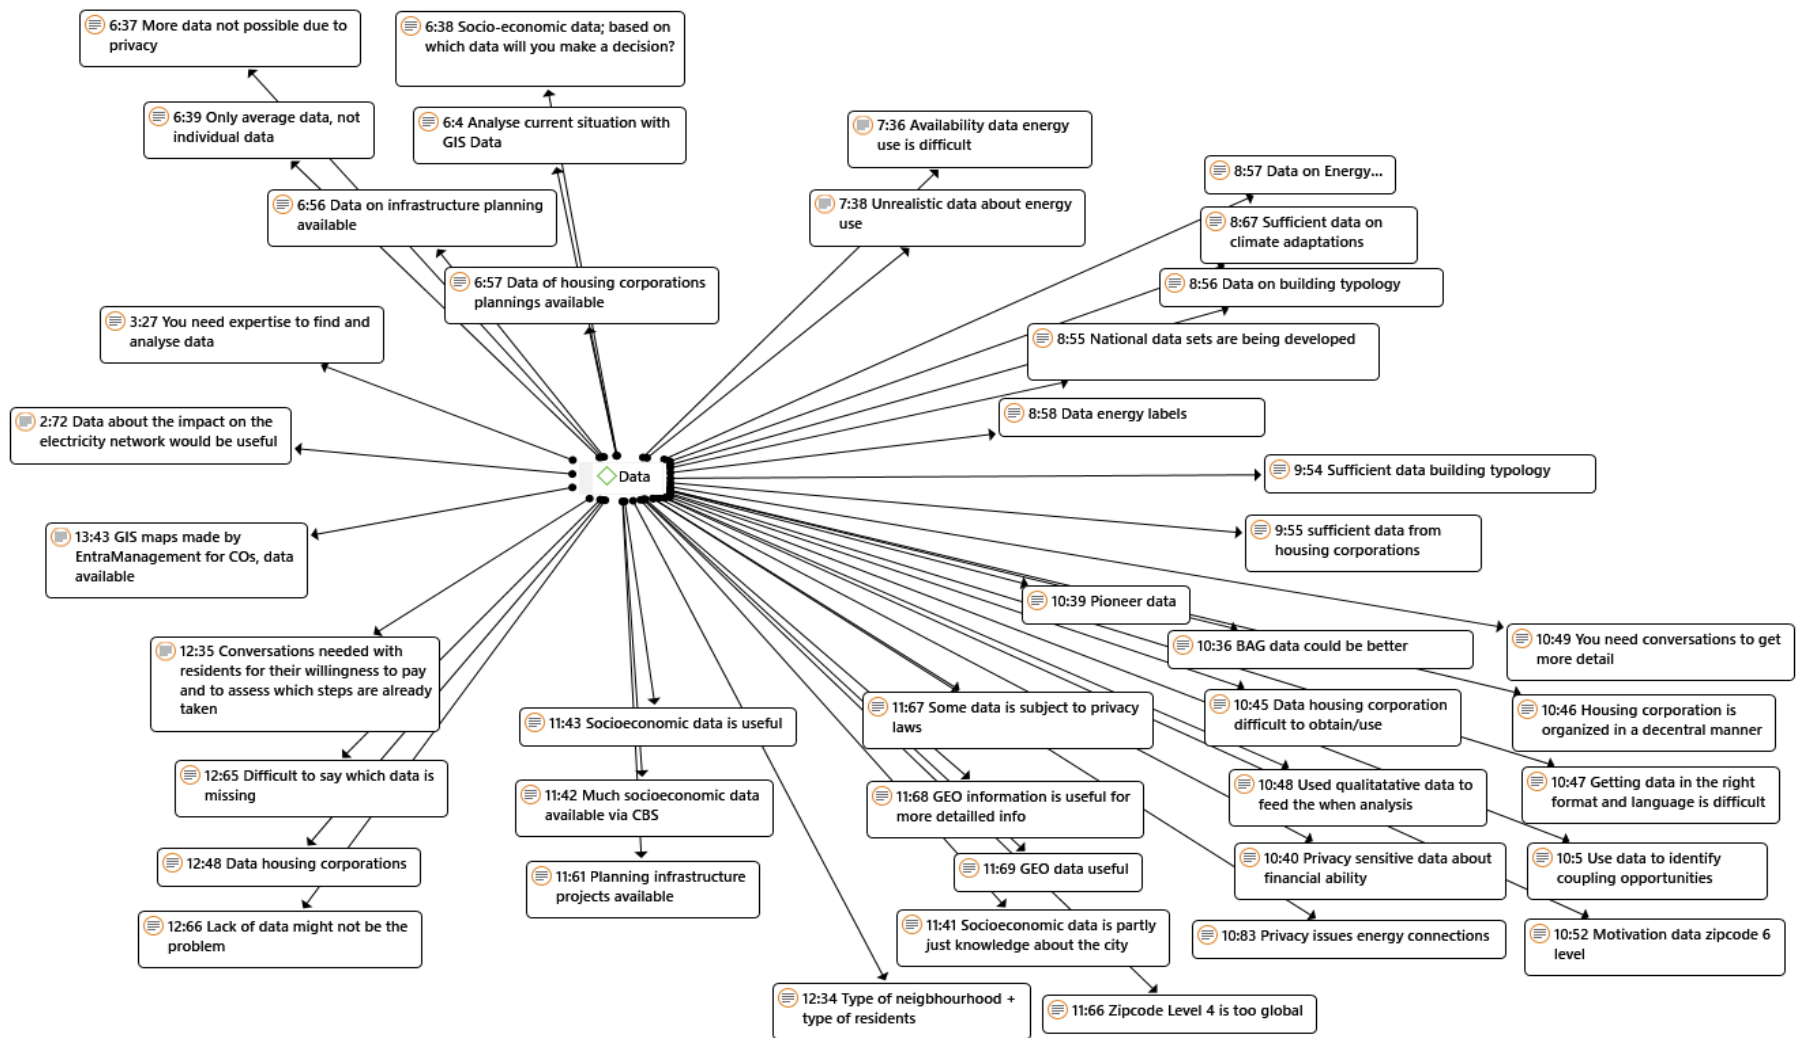 6:37 More data not possible due to
privacy
6:38 Socio-economic data; based on
which data will you make a decision?
6:39 Only average data, not
individual data
6:4 Analyse current situation with
GIS Data
7:36 Availability data energy
use is difficult
8:57 Data on Energy...
6:56 Data on infrastructure planning
available
7:38 Unrealistic data about energy
use
8:67 Sufficient data on
climate adaptations
6:57 Data of housing corporations
plannings available
8:56 Data on building typology
3:27 You need expertise to find and
analyse data
8:55 National data sets are being developed
2:72 Data about the impact on the
electricity network would be useful
8:58 Data energy labels
Data
9:54 Sufficient data building typology
13:43 GIS maps made by
EntraManagement for COs, data
available
9:55 sufficient data from
housing corporations
10:39 Pioneer data
10:36 BAG data could be better
10:49 You need conversations to get
more detail
12:35 Conversations needed with
residents for their willingness to pay
and to assess which steps are already
taken
11:43 Socioeconomic data is useful
11:67 Some data is subject to privacy
laws
10:45 Data housing corporation
difficult to obtain/use
10:46 Housing corporation is
organized in a decentral manner
12:65 Difficult to say which data is
missing
11:42 Much socioeconomic data
available via CBS
11:68 GEO information is useful for
more detailled info
10:48 Used qualitatative data to
feed the when analysis
10:47 Getting data in the right
format and language is difficult
12:48 Data housing corporations
11:61 Planning infrastructure
projects available
11:69 GEO data useful
10:40 Privacy sensitive data about
financial ability
10:5 Use data to identify
coupling opportunities
12:66 Lack of data might not be the
problem
11:41 Socioeconomic data is partly
just knowledge about the city
10:83 Privacy issues energy connections
10:52 Motivation data zipcode 6
level
12:34 Type of neigbhourhood +
type of residents
11:66 Zipcode Level 4 is too global